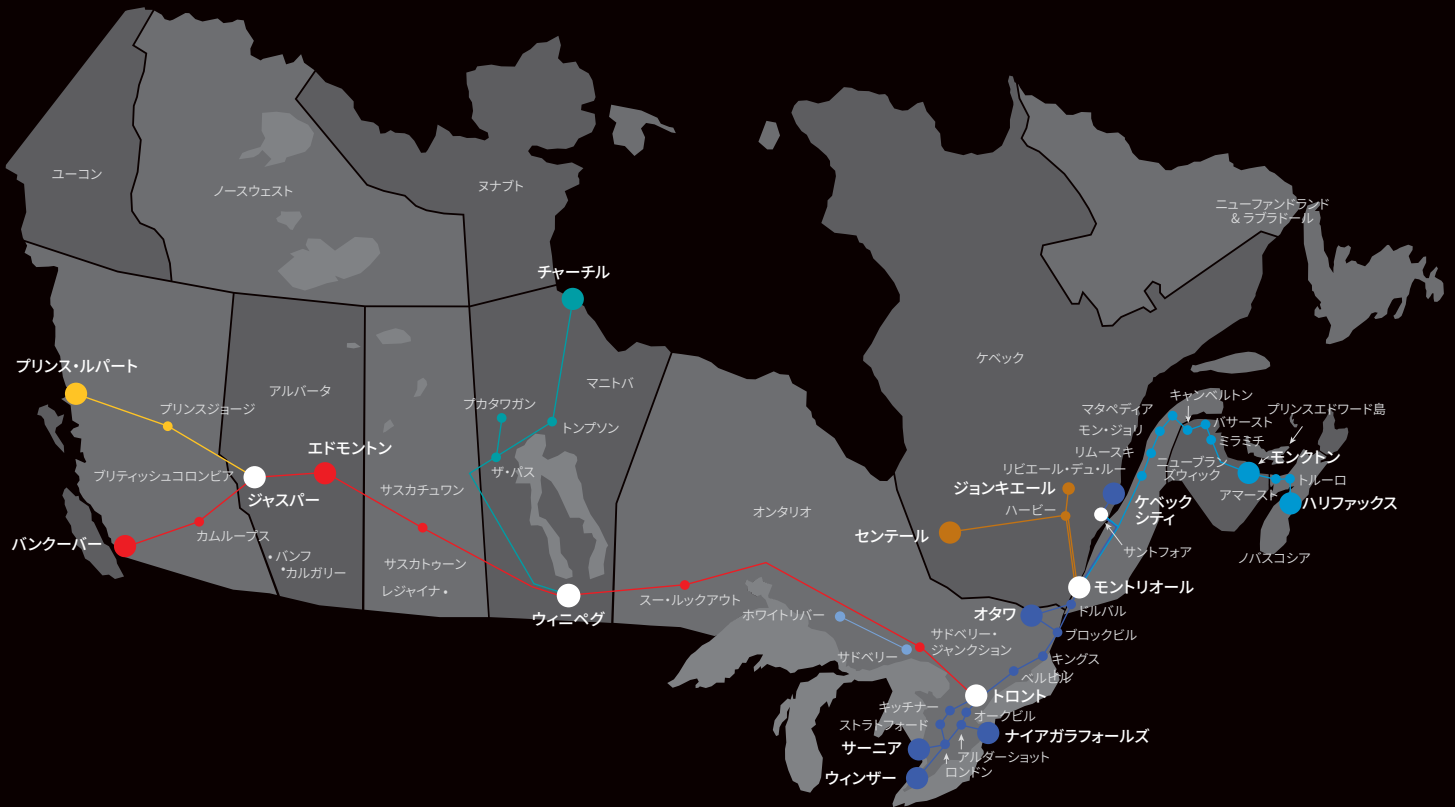 ユーコン
ノースウェスト
ヌナブト
ニューファンドランド
& ラブラドール
チャーチル
ケベック
プリンス・ルパート
プリンスジョージ
アルバータ
マニトバ
プカタワガン
トンプソン
エドモントン
ブリティッシュコロンビア
ジャスパー
サスカチュワン
ザ・パス
バンクーバー
カムループス
・バンフ
・カルガリー
サスカトゥーン
レジャイナ・
ウィニペグ
オンタリオ
スー・ルックアウト
ホワイトリバー
サドベリー
サドベリー・
ジャンクション
キャンベルトン
マタペディア
プリンスエドワード島
モン・ジョリ
バサースト
ミラミチ
リムースキ
モンクトン
リビエール・デュ・ルー
ニューブラン
ズウィック
トルーロ
ジョンキエール
アマースト
ハリファックス
ハービー
ケベック
シティ
センテール
サントフォア
ノバスコシア
モントリオール
オタワ
ドルバル
ブロックビル
キングス
トン
ベルビル
トロント
キッチナー
オークビル
ストラトフォード
ナイアガラフォールズ
サーニア
アルダーショット
ロンドン
ウィンザー